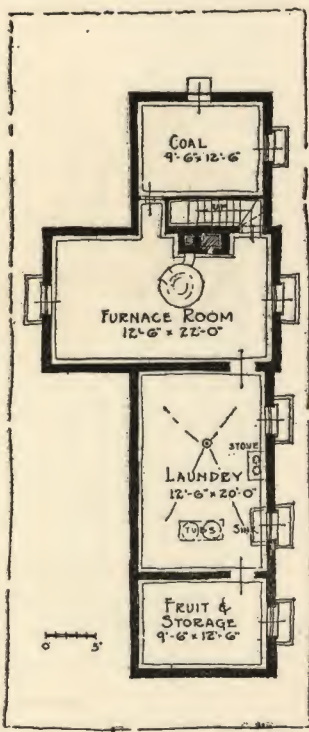 COAL
9'-6" x 12'-6"
UP
FURNACE ROOM
12'-6" x 22'-0"
STOVE
LAUNDRY
12'-6" x 20'-0"
TUBS
SINK
FRUIT &
STORAGE
9'-6" x 12'-6"
0 5'